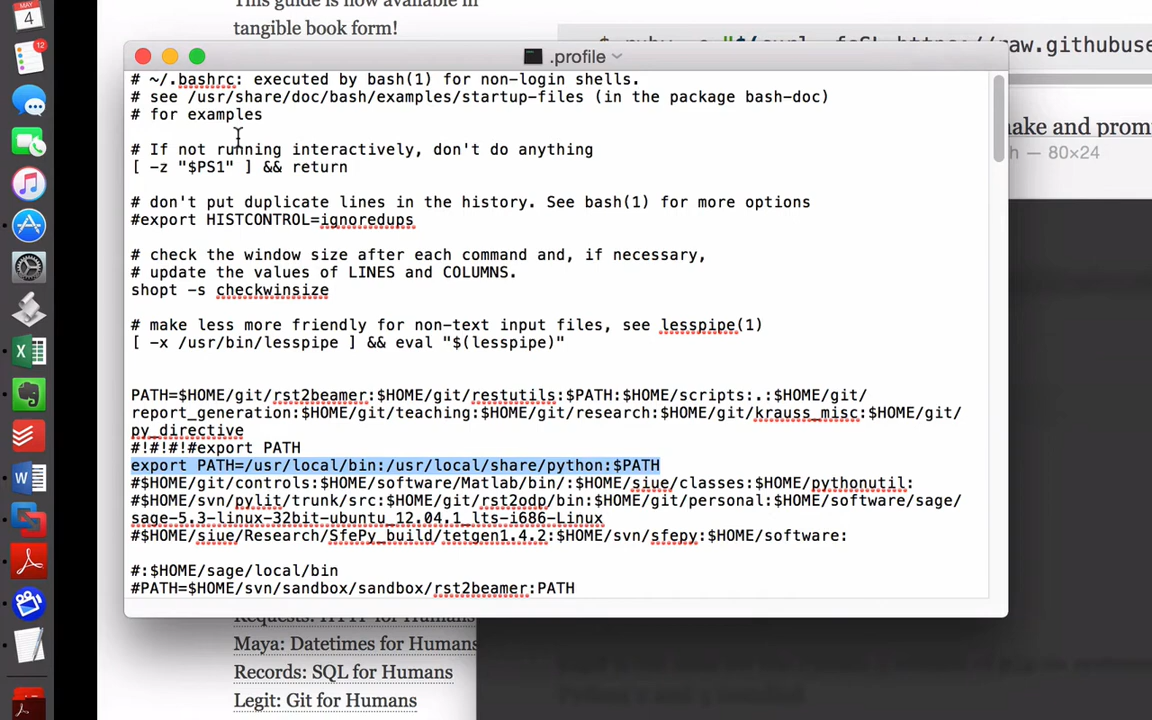 MAY
4
12
This guide is now available in
tangible book form!
.profile
# ~/.bashrc: executed by bash(1) for non-login shells.
# see /usr/share/doc/bash/examples/startup-files (in the package bash-doc)
# for examples
# If not running interactively, don't do anything
[ -z "$PS1" ] && return
# don't put duplicate lines in the history. See bash(1) for more options
#export HISTCONTROL=ignoredups
# check the window size after each command and, if necessary,
# update the values of LINES and COLUMNS.
shopt -s checkwinsize
# make less more friendly for non-text input files, see lesspipe(1)
[ -x /usr/bin/lesspipe ] && eval "$(lesspipe)"
PATH=$HOME/git/rst2beamer:$HOME/git/restutils:$PATH:$HOME/scripts:.:$HOME/git/
report_generation:$HOME/git/teaching:$HOME/git/research:$HOME/git/krauss_misc:$HOME/git/
py_directive
#!#!#!#export PATH
export PATH=/usr/local/bin:/usr/local/share/python:$PATH
#$HOME/git/controls:$HOME/software/Matlab/bin/:$HOME/siue/classes:$HOME/pythonutil:
#$HOME/svn/pylit/trunk/src:$HOME/git/rst2odp/bin:$HOME/git/personal:$HOME/software/sage/
sage-5.3-linux-32bit-ubuntu_12.04.1_lts-i686-Linux
#$HOME/siue/Research/SfePy_build/tetgen1.4.2:$HOME/svn/sfepy:$HOME/software:
#:$HOME/sage/local/bin
#PATH=$HOME/svn/sandbox/sandbox/rst2beamer:PATH
$ ruby -e "$(curl -fsSL https://raw.githubuse
make and prom
h — 80×24
Requests: HTTP for Humans
Maya: Datetimes for Humans
Records: SQL for Humans
Legit: Git for Humans